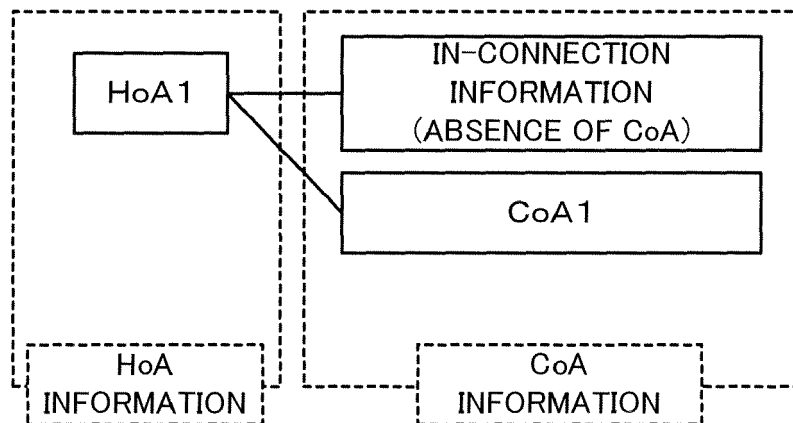 HoA1
IN-CONNECTION
INFORMATION
(ABSENCE OF CoA)
CoA1
HoA
INFORMATION
CoA
INFORMATION